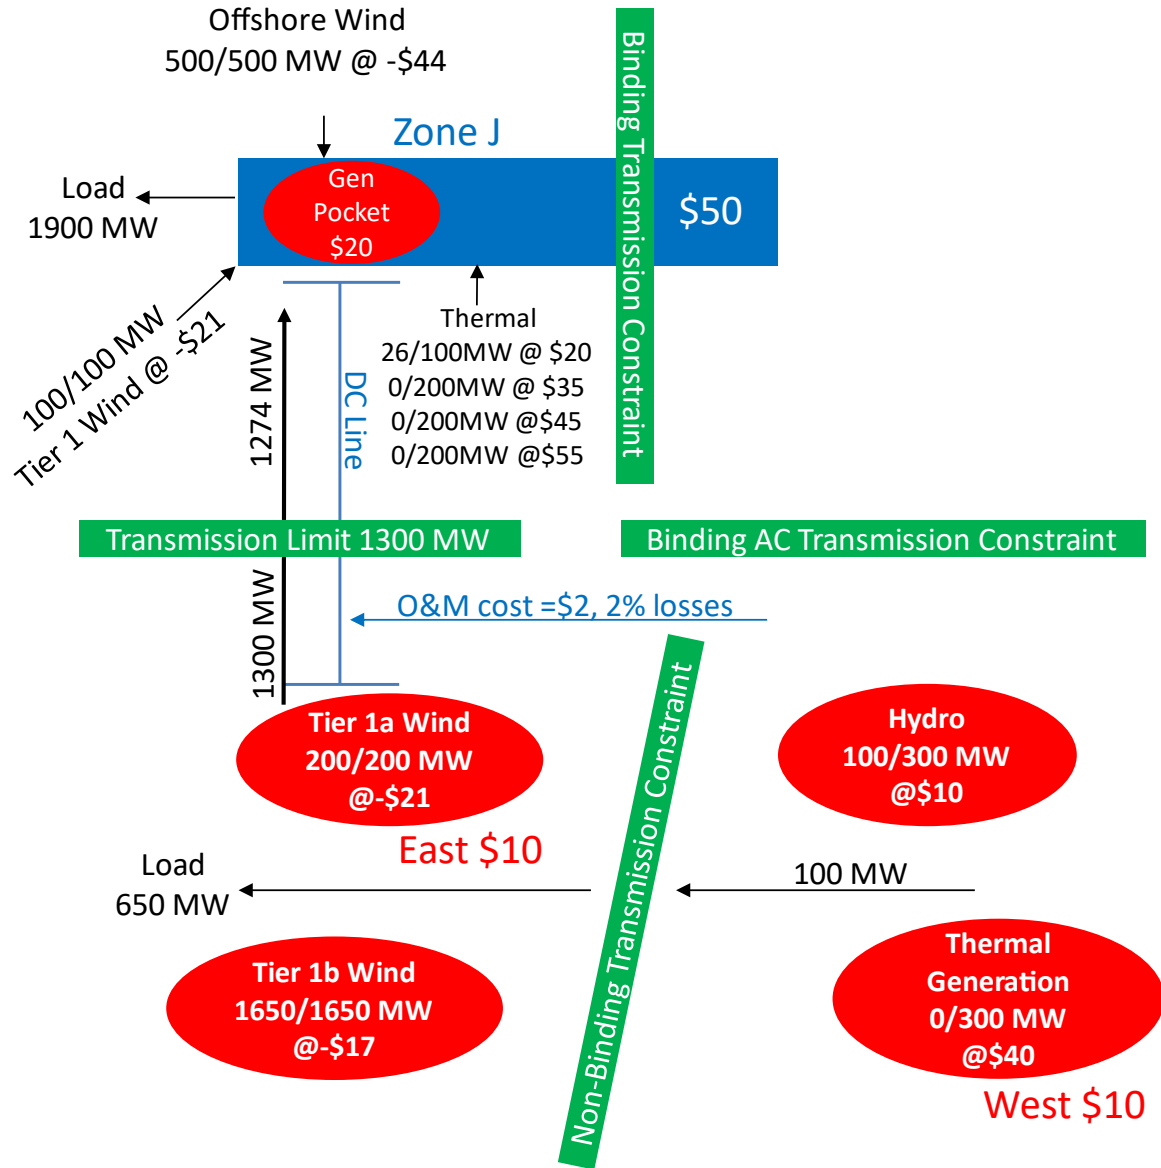 Offshore Wind
500/500 MW @ -$44
Zone J
Binding Transmission Constraint
Load
1900 MW
Gen
Pocket
$20
$50
100/100 MW
Tier 1 Wind @ -$21
1274 MW
DC Line
Thermal
26/100MW @ $20
0/200MW @ $35
0/200MW @$45
0/200MW @$55
Transmission Limit 1300 MW
Binding AC Transmission Constraint
1300 MW
O&M cost =$2, 2% losses
Non-Binding Transmission Constraint
Tier 1a Wind
200/200 MW
@-$21
Hydro
100/300 MW
@$10
East $10
Load
650 MW
100 MW
Tier 1b Wind
1650/1650 MW
@-$17
Thermal
Generation
0/300 MW
@$40
West $10